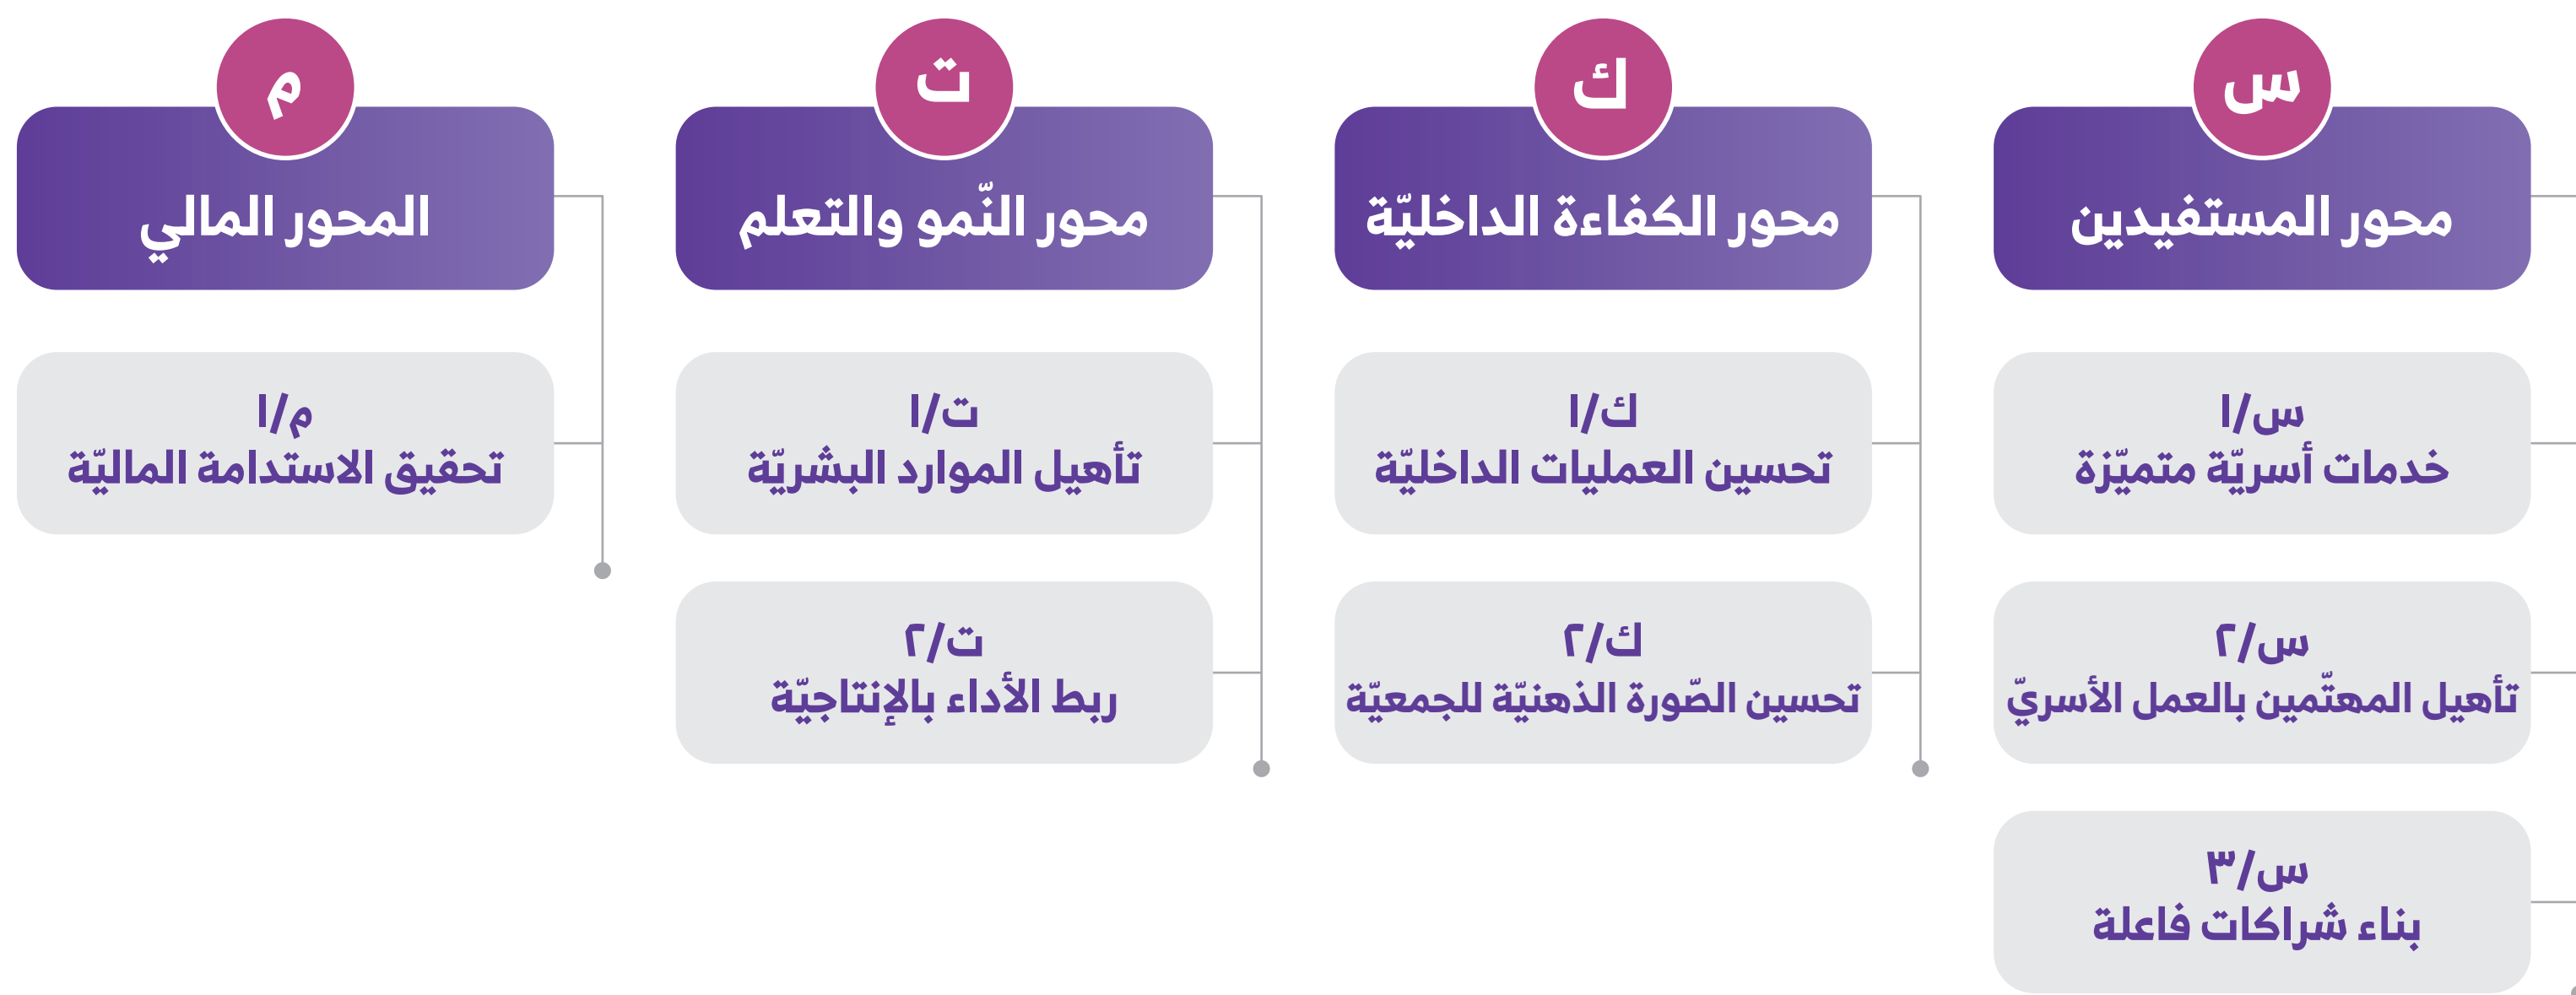 س
محور المستفيدين
س/١
خدمات أسريّة متميّزة
س/٢
تأهيل المهتّمين بالعمل الأسريّ
س/٣
بناء شراكات فاعلة
ك
محور الكفاءة الداخليّة
ك/١
تحسين العمليات الداخليّة
ك/٢
تحسين الصّورة الذهنيّة للجمعيّة
ت
محور النّمو والتعلم
ت/١
تأهيل الموارد البشريّة
ت/٢
ربط الأداء بالإنتاجيّة
م
المحور المالي
م/١
تحقيق الاستدامة الماليّة